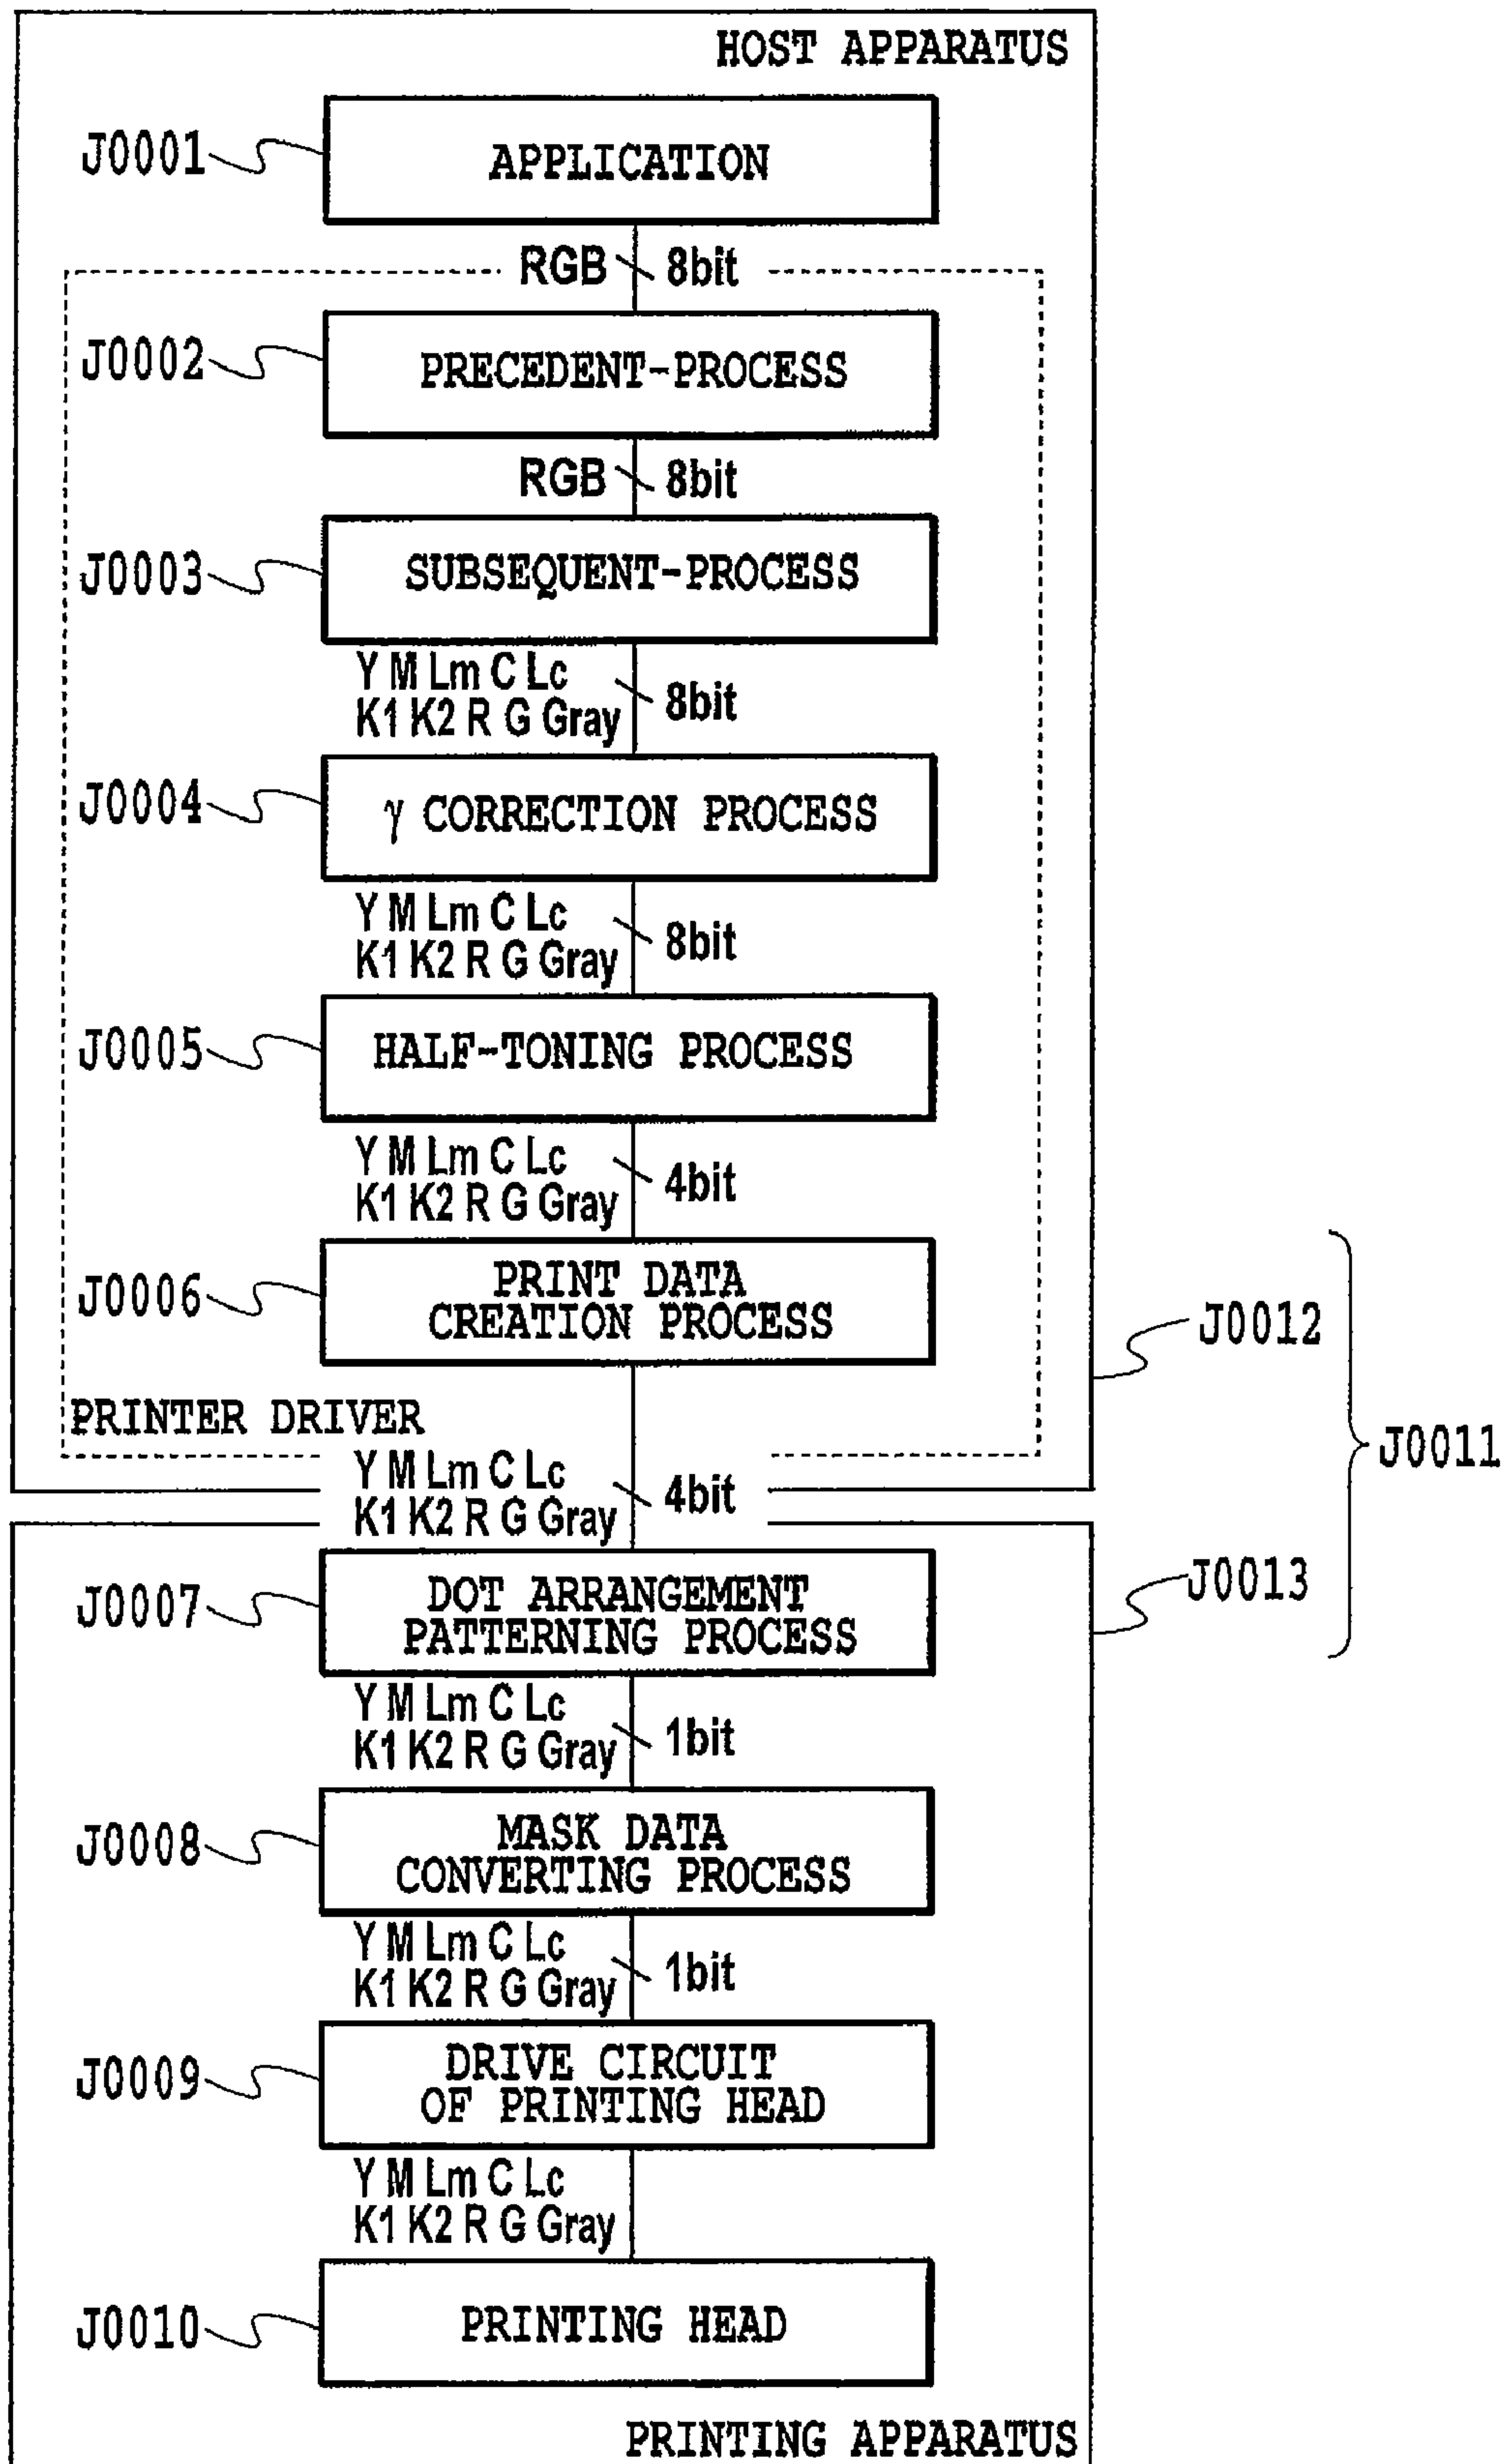 HOST APPARATUS
J0001
APPLICATION
RGB 8bit
J0002
PRECEDENT-PROCESS
RGB 8bit
J0003
SUBSEQUENT-PROCESS
Y M Lm C Lc
K1 K2 R G Gray
8bit
J0004
γ CORRECTION PROCESS
Y M Lm C Lc
K1 K2 R G Gray
8bit
J0005
HALF-TONING PROCESS
Y M Lm C Lc
K1 K2 R G Gray
4bit
J0006
PRINT DATA
CREATION PROCESS
J0012
PRINTER DRIVER
J0011
Y M Lm C Lc
K1 K2 R G Gray
4bit
J0007
DOT ARRANGEMENT
PATTERNING PROCESS
J0013
Y M Lm C Lc
K1 K2 R G Gray
1bit
J0008
MASK DATA
CONVERTING PROCESS
Y M Lm C Lc
K1 K2 R G Gray
1bit
J0009
DRIVE CIRCUIT
OF PRINTING HEAD
Y M Lm C Lc
K1 K2 R G Gray
J0010
PRINTING HEAD
PRINTING APPARATUS